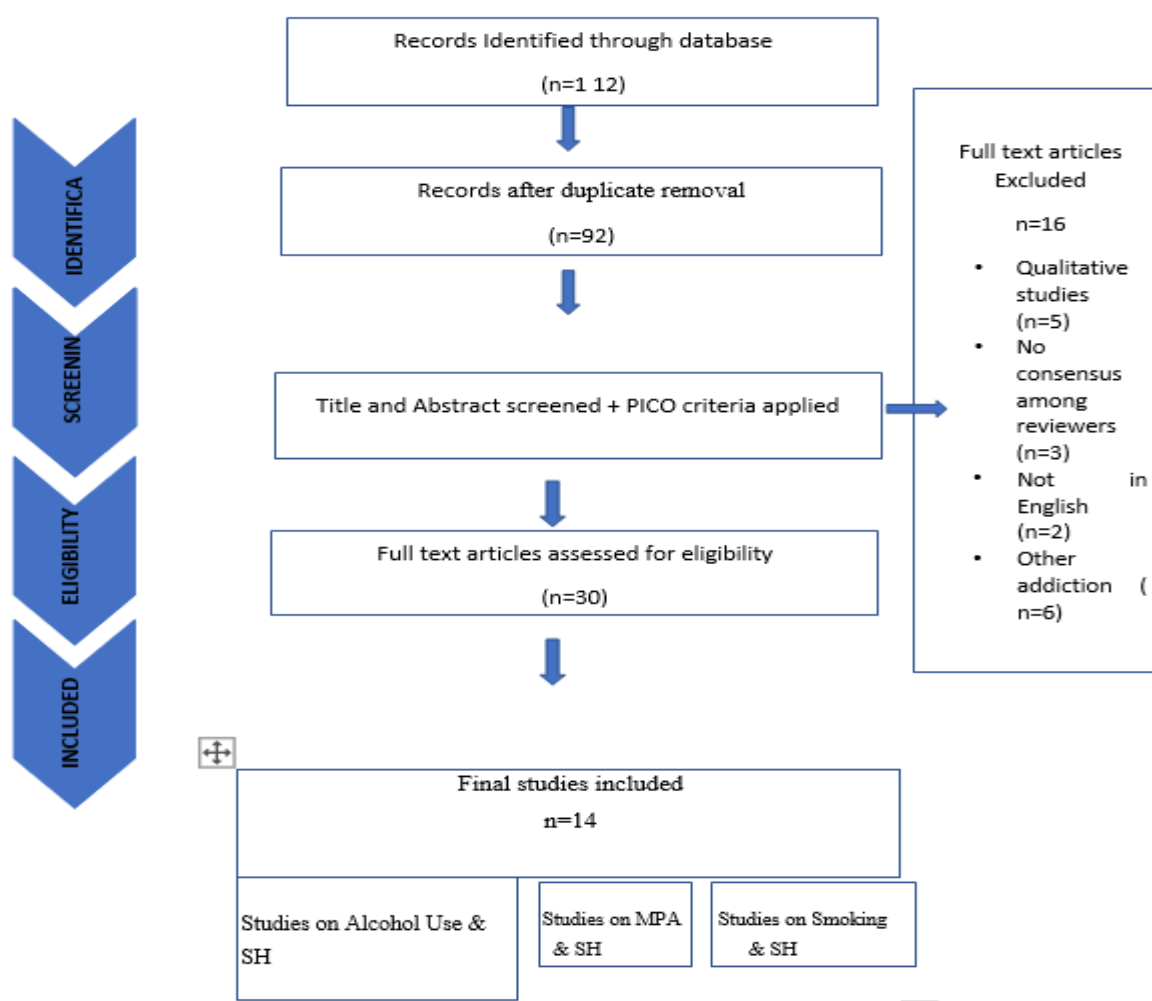 Records Identified through database
(n=1 12)
Records after duplicate removal
(n=92)
Title and Abstract screened + PICO criteria applied
Full text articles assessed for eligibility
(n=30)
Full text articles
Excluded
n=16
• Qualitative
studies
(n=5)
• No
consensus
among
reviewers
(n=3)
• Not in
English
(n=2)
• Other
addiction (
n=6)
IDENTIFICA
SCREENIN
ELIGIBILITY
INCLUDED
Final studies included
n=14
Studies on Alcohol Use &
SH
Studies on MPA
& SH
Studies on Smoking
& SH